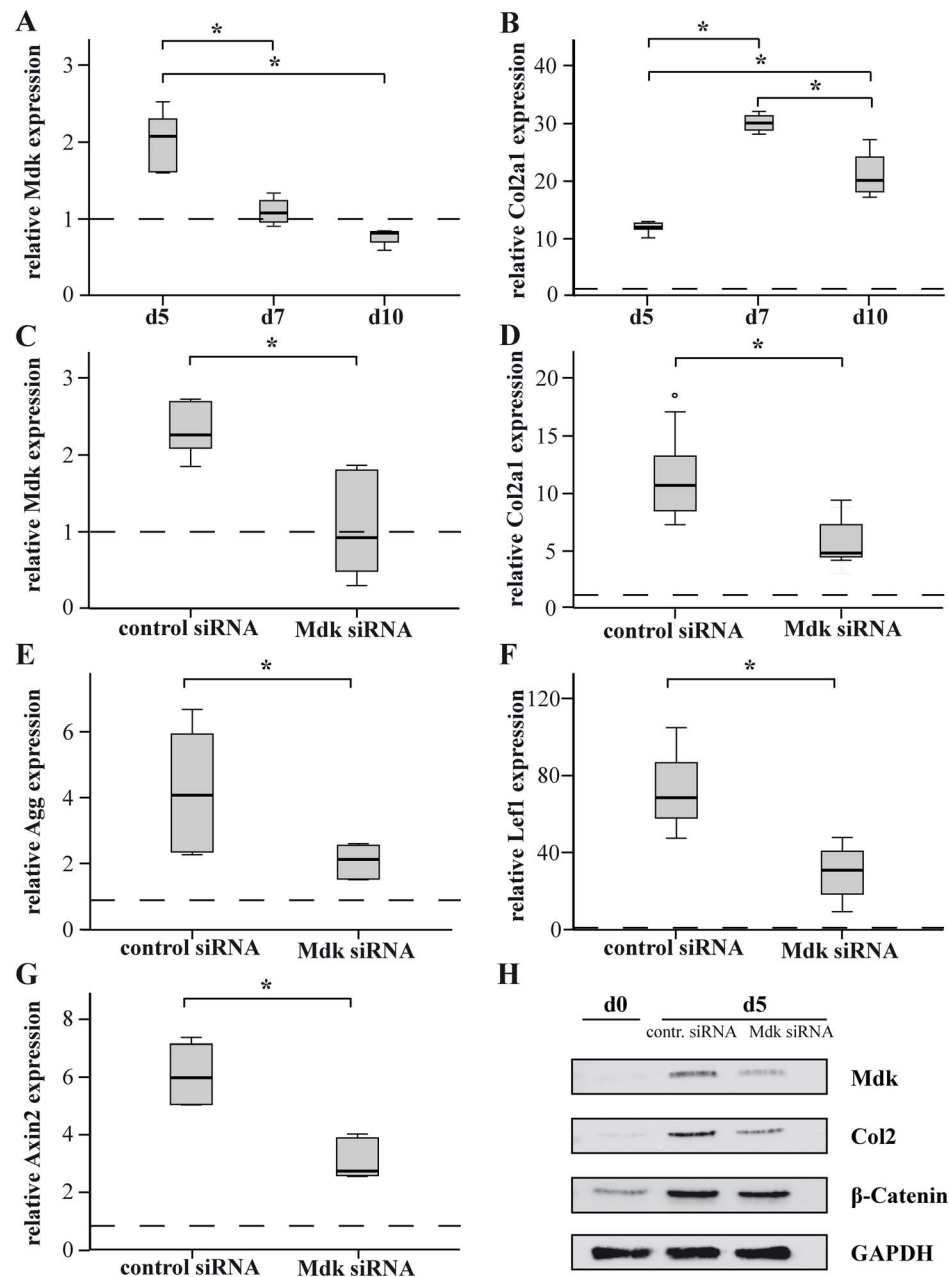 A
relative Mdk expression
3
2
1
0
*
*
d5 d7 d10
B
relative Col2a1 expression
40
30
20
10
0
*
*
*
d5 d7 d10
C
relative Mdk expression
3
2
1
0
*
control siRNA Mdk siRNA
D
relative Col2a1 expression
20
15
10
5
0
*
control siRNA Mdk siRNA
E
relative Agg expression
6
4
2
0
*
control siRNA Mdk siRNA
F
relative Lef1 expression
120
80
40
0
*
control siRNA Mdk siRNA
G
relative Axin2 expression
8
6
4
2
0
*
control siRNA Mdk siRNA
H
d0 d5
contr. siRNA Mdk siRNA
Mdk
Col2
β-Catenin
GAPDH